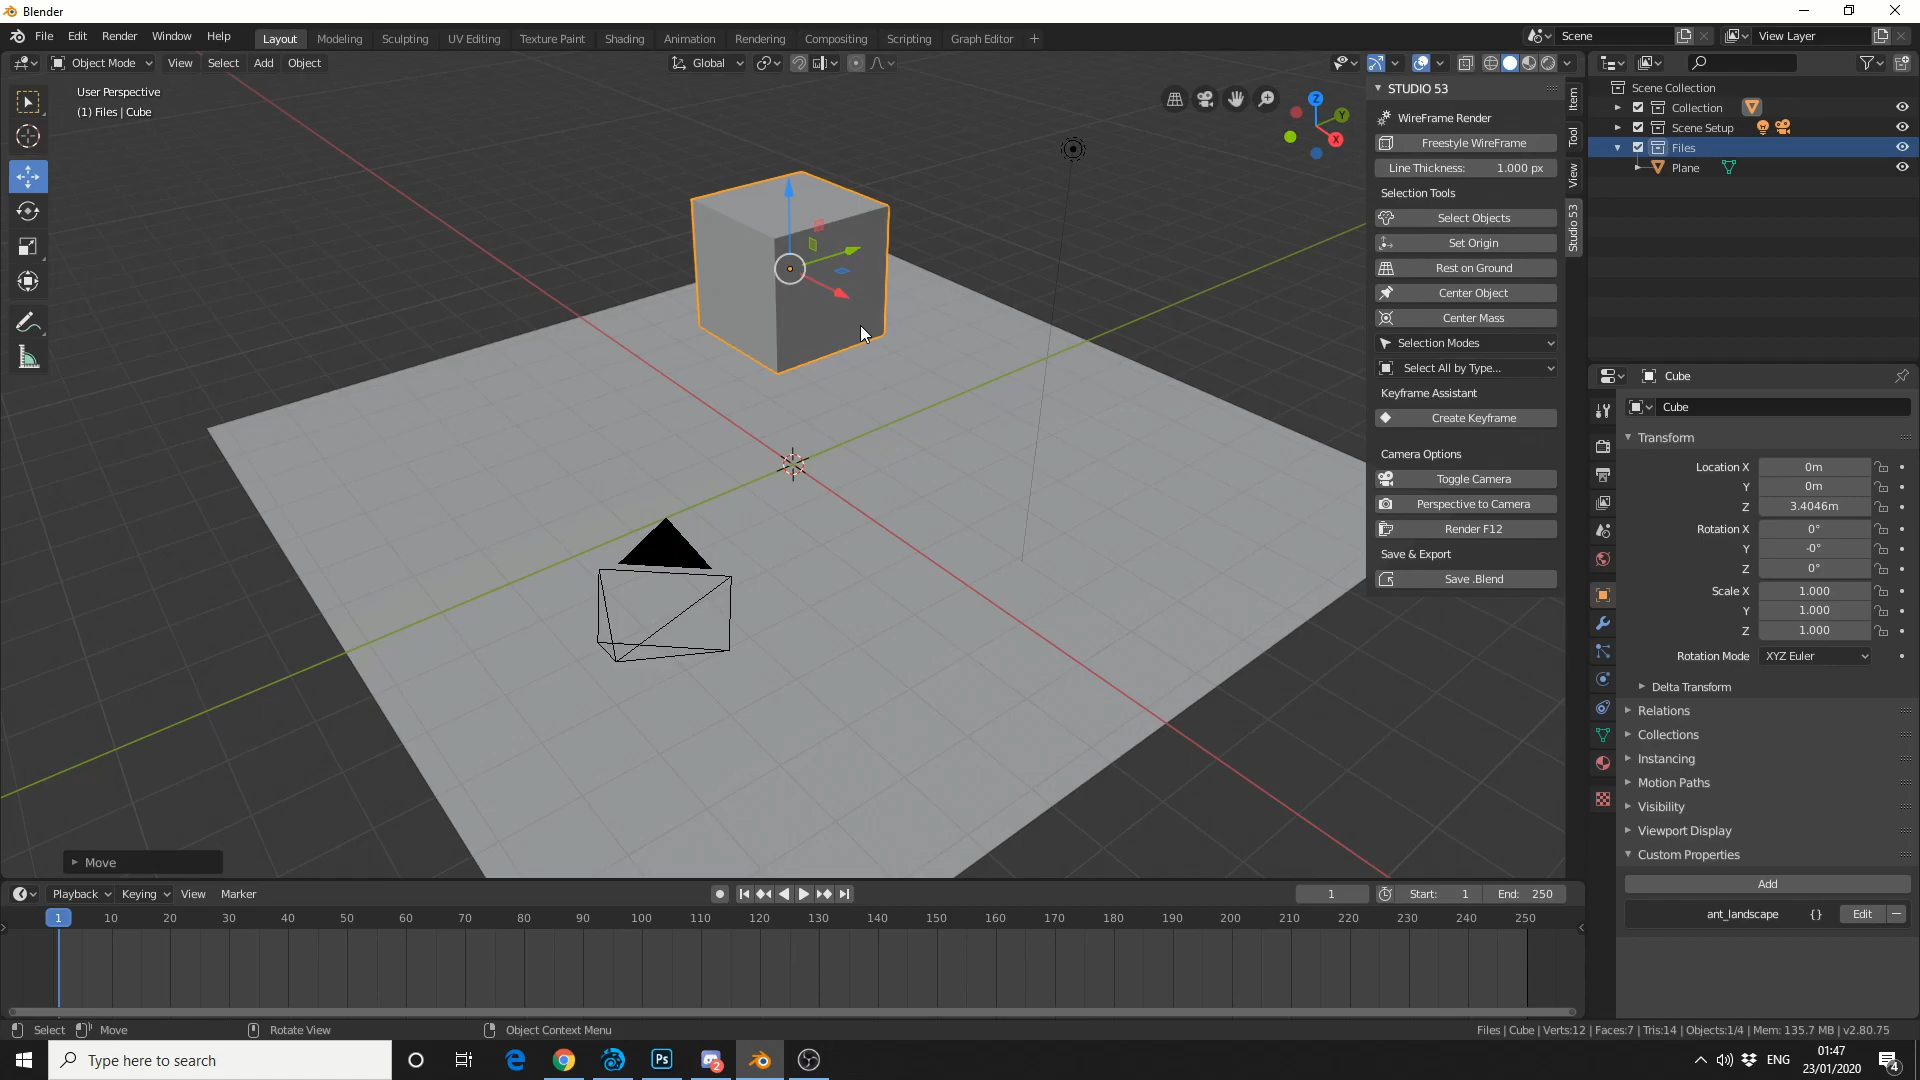 Blender
File Edit Render Window Help
Layout Modeling Sculpting UV Editing Texture Paint Shading Animation Rendering Compositing Scripting Graph Editor +
Scene
View Layer
Object Mode View Select Add Object
Global
User Perspective
(1) Files | Cube
Z
Y
X
STUDIO 53
WireFrame Render
Freestyle WireFrame
Line Thickness: 1.000 px
Selection Tools
Select Objects
Set Origin
Rest on Ground
Center Object
Center Mass
Selection Modes
Select All by Type...
Keyframe Assistant
Create Keyframe
Camera Options
Toggle Camera
Perspective to Camera
Render F12
Save & Export
Save .Blend
Item
Tool
View
Studio 53
Scene Collection
Collection
Scene Setup
Files
Plane
Cube
Cube
Transform
Location X 0m
Y 0m
Z 3.4046m
Rotation X 0°
Y -0°
Z 0°
Scale X 1.000
Y 1.000
Z 1.000
Rotation Mode XYZ Euler
Delta Transform
Relations
Collections
Instancing
Motion Paths
Visibility
Viewport Display
Custom Properties
Add
ant_landscape {} Edit
Move
Playback Keying View Marker
1 Start: 1 End: 250
1 10 20 30 40 50 60 70 80 90 100 110 120 130 140 150 160 170 180 190 200 210 220 230 240 250
Select Move Rotate View Object Context Menu
Files | Cube | Verts:12 | Faces:7 | Tris:14 | Objects:1/4 | Mem: 135.7 MB | v2.80.75
Type here to search
Ps
2
ENG
01:47
23/01/2020
4